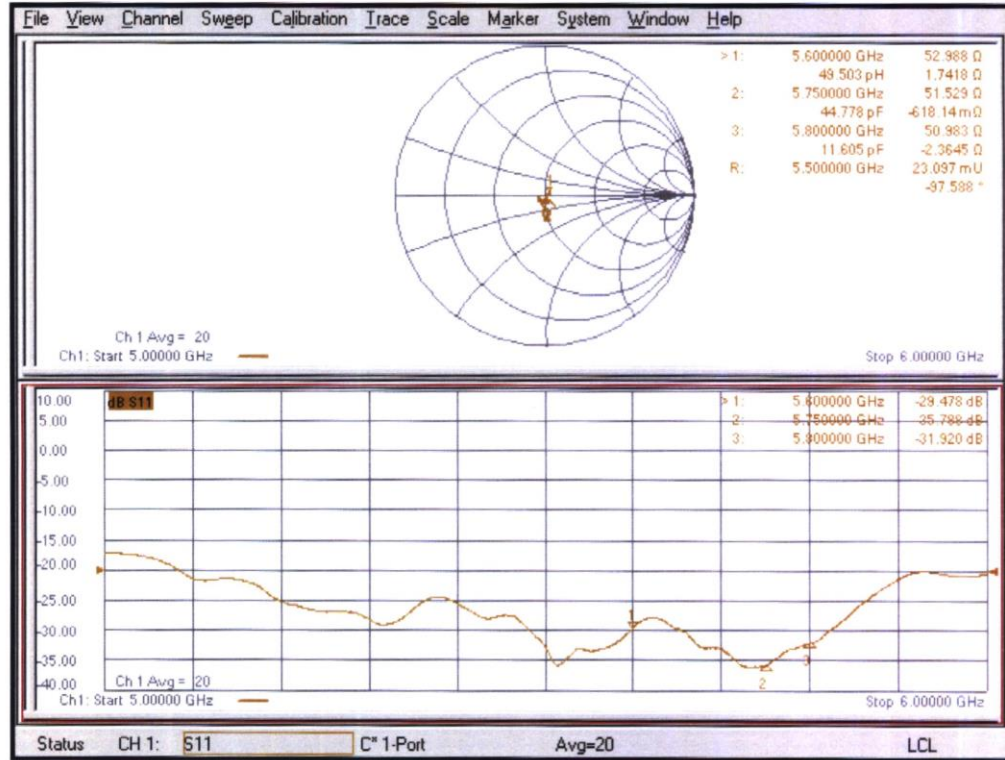 File View Channel Sweep Calibration Trace Scale Marker System Window Help
> 1: 5.600000 GHz 52.988 Ω
49.503 pH 1.7418 Ω
2: 5.750000 GHz 51.529 Ω
44.778 pF -618.14 mΩ
3: 5.800000 GHz 50.983 Ω
11.605 pF -2.3645 Ω
R: 5.500000 GHz 23.097 mU
-97.588 °
Ch 1 Avg = 20
Ch1: Start 5.00000 GHz Stop 6.00000 GHz
10.00 dB S11 > 1: 5.600000 GHz -29.478 dB
5.00 2: 5.750000 GHz -35.788 dB
0.00 3: 5.800000 GHz -31.920 dB
-5.00
-10.00
-15.00
-20.00
-25.00
-30.00 1
-35.00 3
-40.00 Ch 1 Avg = 20 2
Ch1: Start 5.00000 GHz Stop 6.00000 GHz
Status CH 1: S11 C* 1-Port Avg=20 LCL